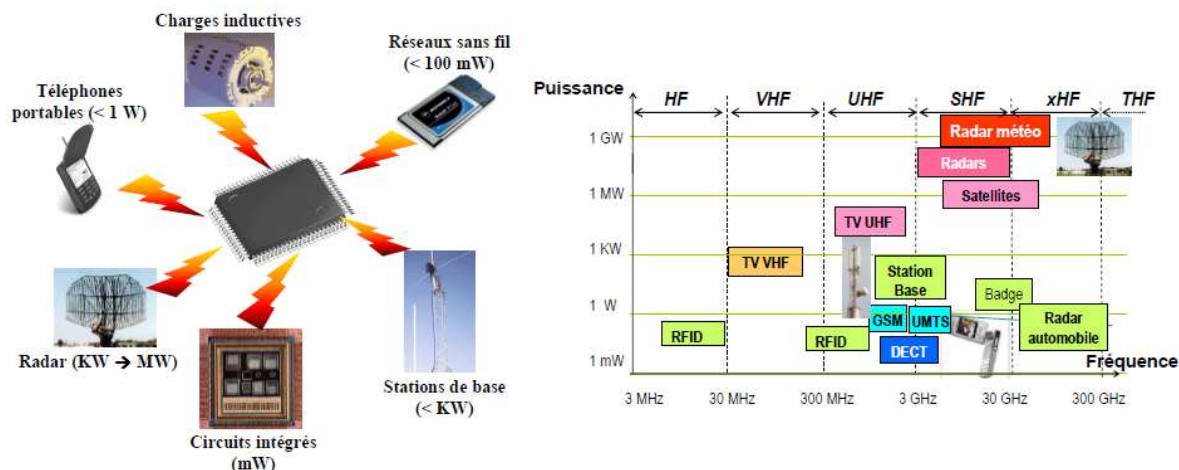 Charges inductives
Réseaux sans fil
(< 100 mW)
Téléphones
portables (< 1 W)
Radar (KW → MW)
Circuits intégrés
(mW)
Stations de base
(< KW)
Puissance
HF
VHF
UHF
SHF
xHF
THF
1 GW
Radar météo
Radars
1 MW
Satellites
TV UHF
1 KW
TV VHF
Station
Base
Badge
1 W
GSM
UMTS
Radar
automobile
RFID
RFID
DECT
1 mW
Fréquence
3 MHz
30 MHz
300 MHz
3 GHz
30 GHz
300 GHz